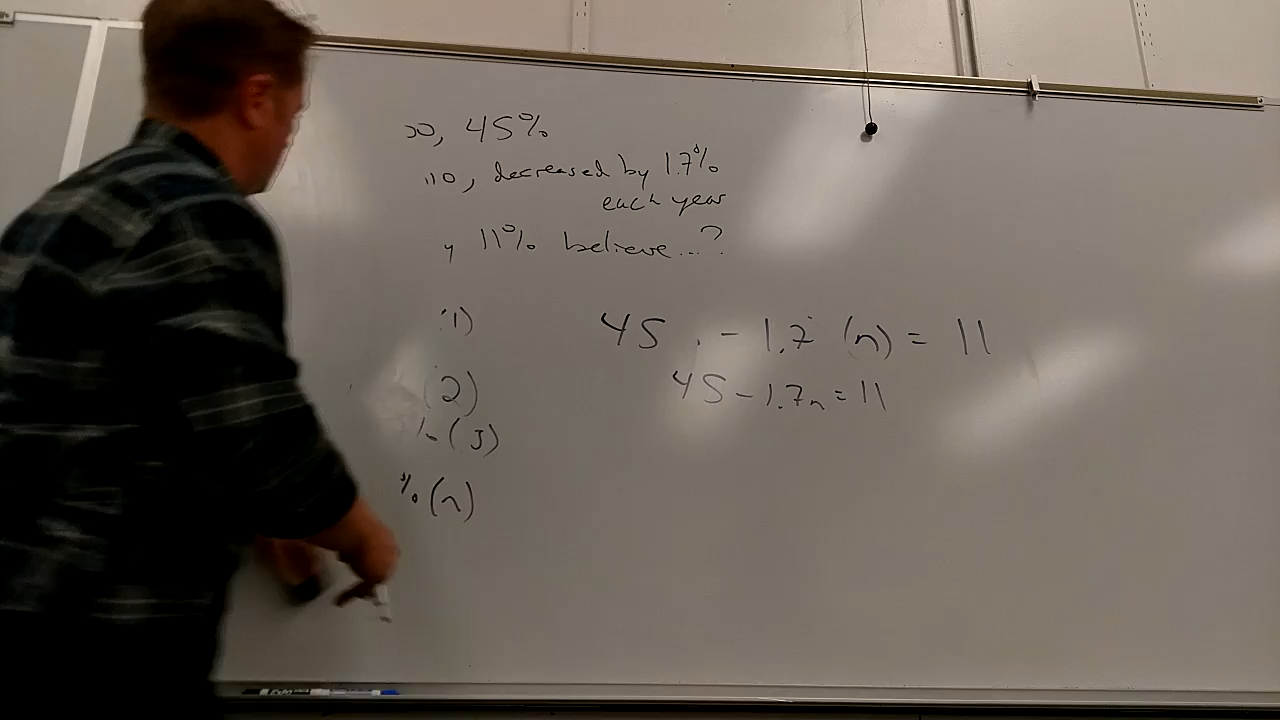 00, 45%
decreased by 1.7%
each year
11% believe...?
1)
45 . - 1.7 (n) = 11
(2)
45 - 1.7n = 11
(3)
% (n)